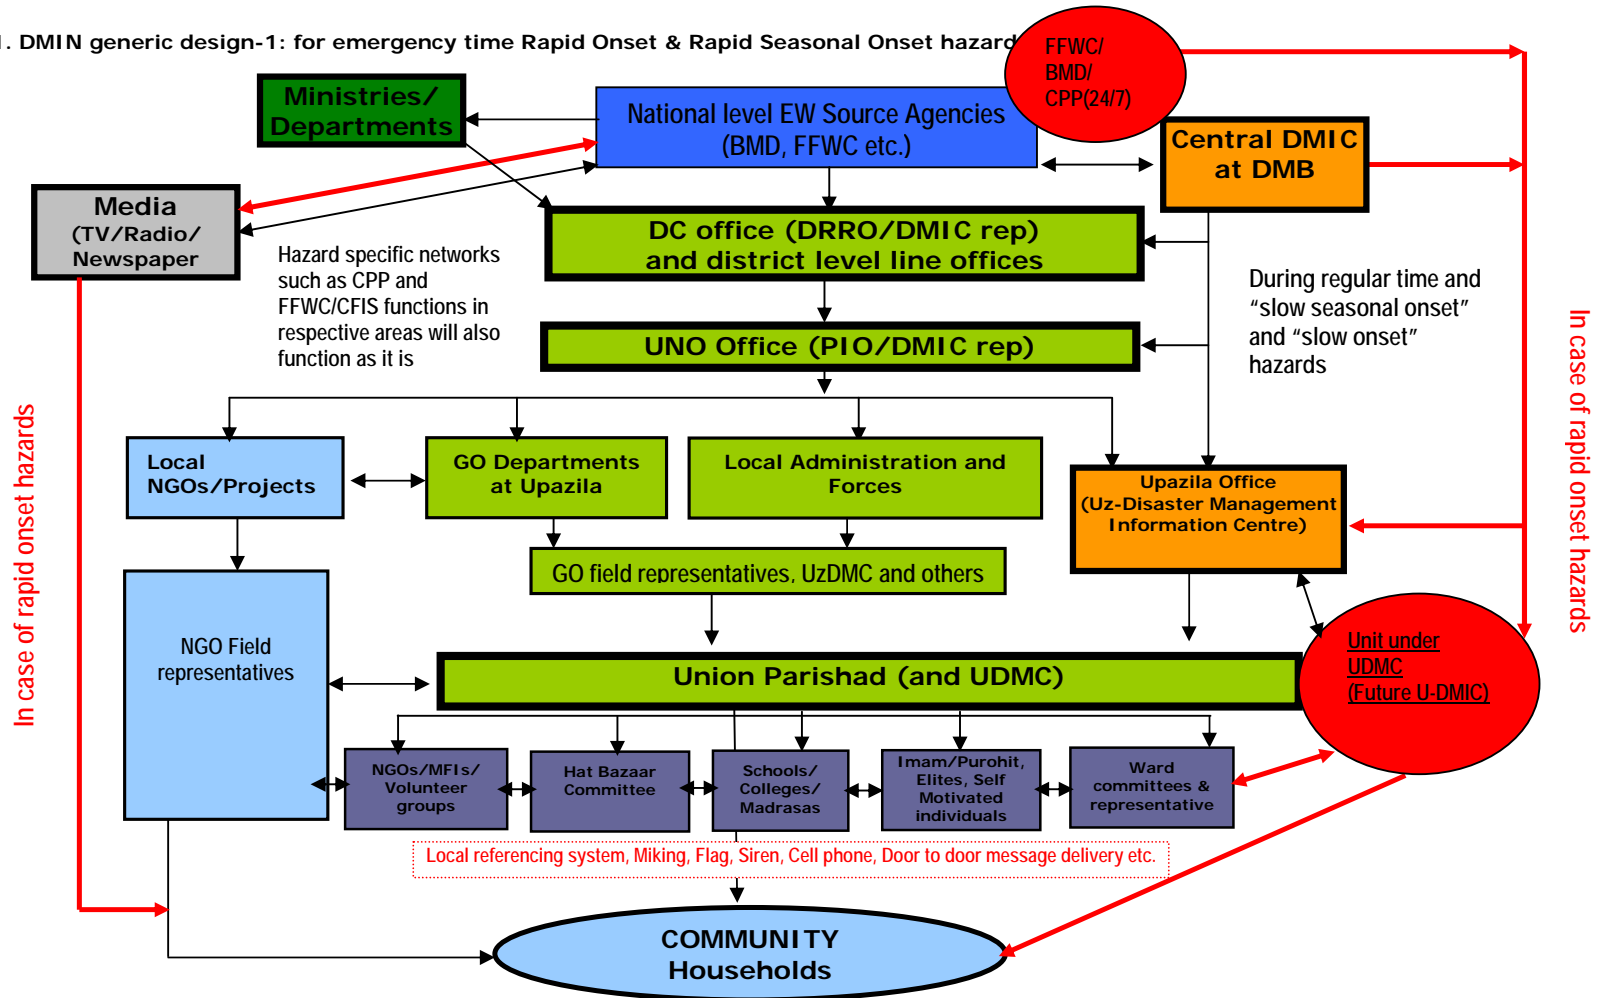 1. DMIN generic design-1: for emergency time Rapid Onset & Rapid Seasonal Onset hazard
FFWC/
BMD/
CPP(24/7)
Ministries/
Departments
National level EW Source Agencies
(BMD, FFWC etc.)
Central DMIC
at DMB
Media
(TV/Radio/
Newspaper
DC office (DRRO/DMIC rep)
and district level line offices
Hazard specific networks
such as CPP and
FFWC/CFIS functions in
respective areas will also
function as it is
During regular time and
“slow seasonal onset”
and “slow onset”
hazards
UNO Office (PIO/DMIC rep)
In case of rapid onset hazards
In case of rapid onset hazards
Local
NGOs/Projects
GO Departments
at Upazila
Local Administration and
Forces
Upazila Office
(Uz-Disaster Management
Information Centre)
GO field representatives, UzDMC and others
NGO Field
representatives
Union Parishad (and UDMC)
Unit under
UDMC
(Future U-DMIC)
NGOs/MFIs/
Volunteer
groups
Hat Bazaar
Committee
Schools/
Colleges/
Madrasas
Imam/Purohit,
Elites, Self
Motivated
individuals
Ward
committees &
representative
Local referencing system, Miking, Flag, Siren, Cell phone, Door to door message delivery etc.
COMMUNITY
Households